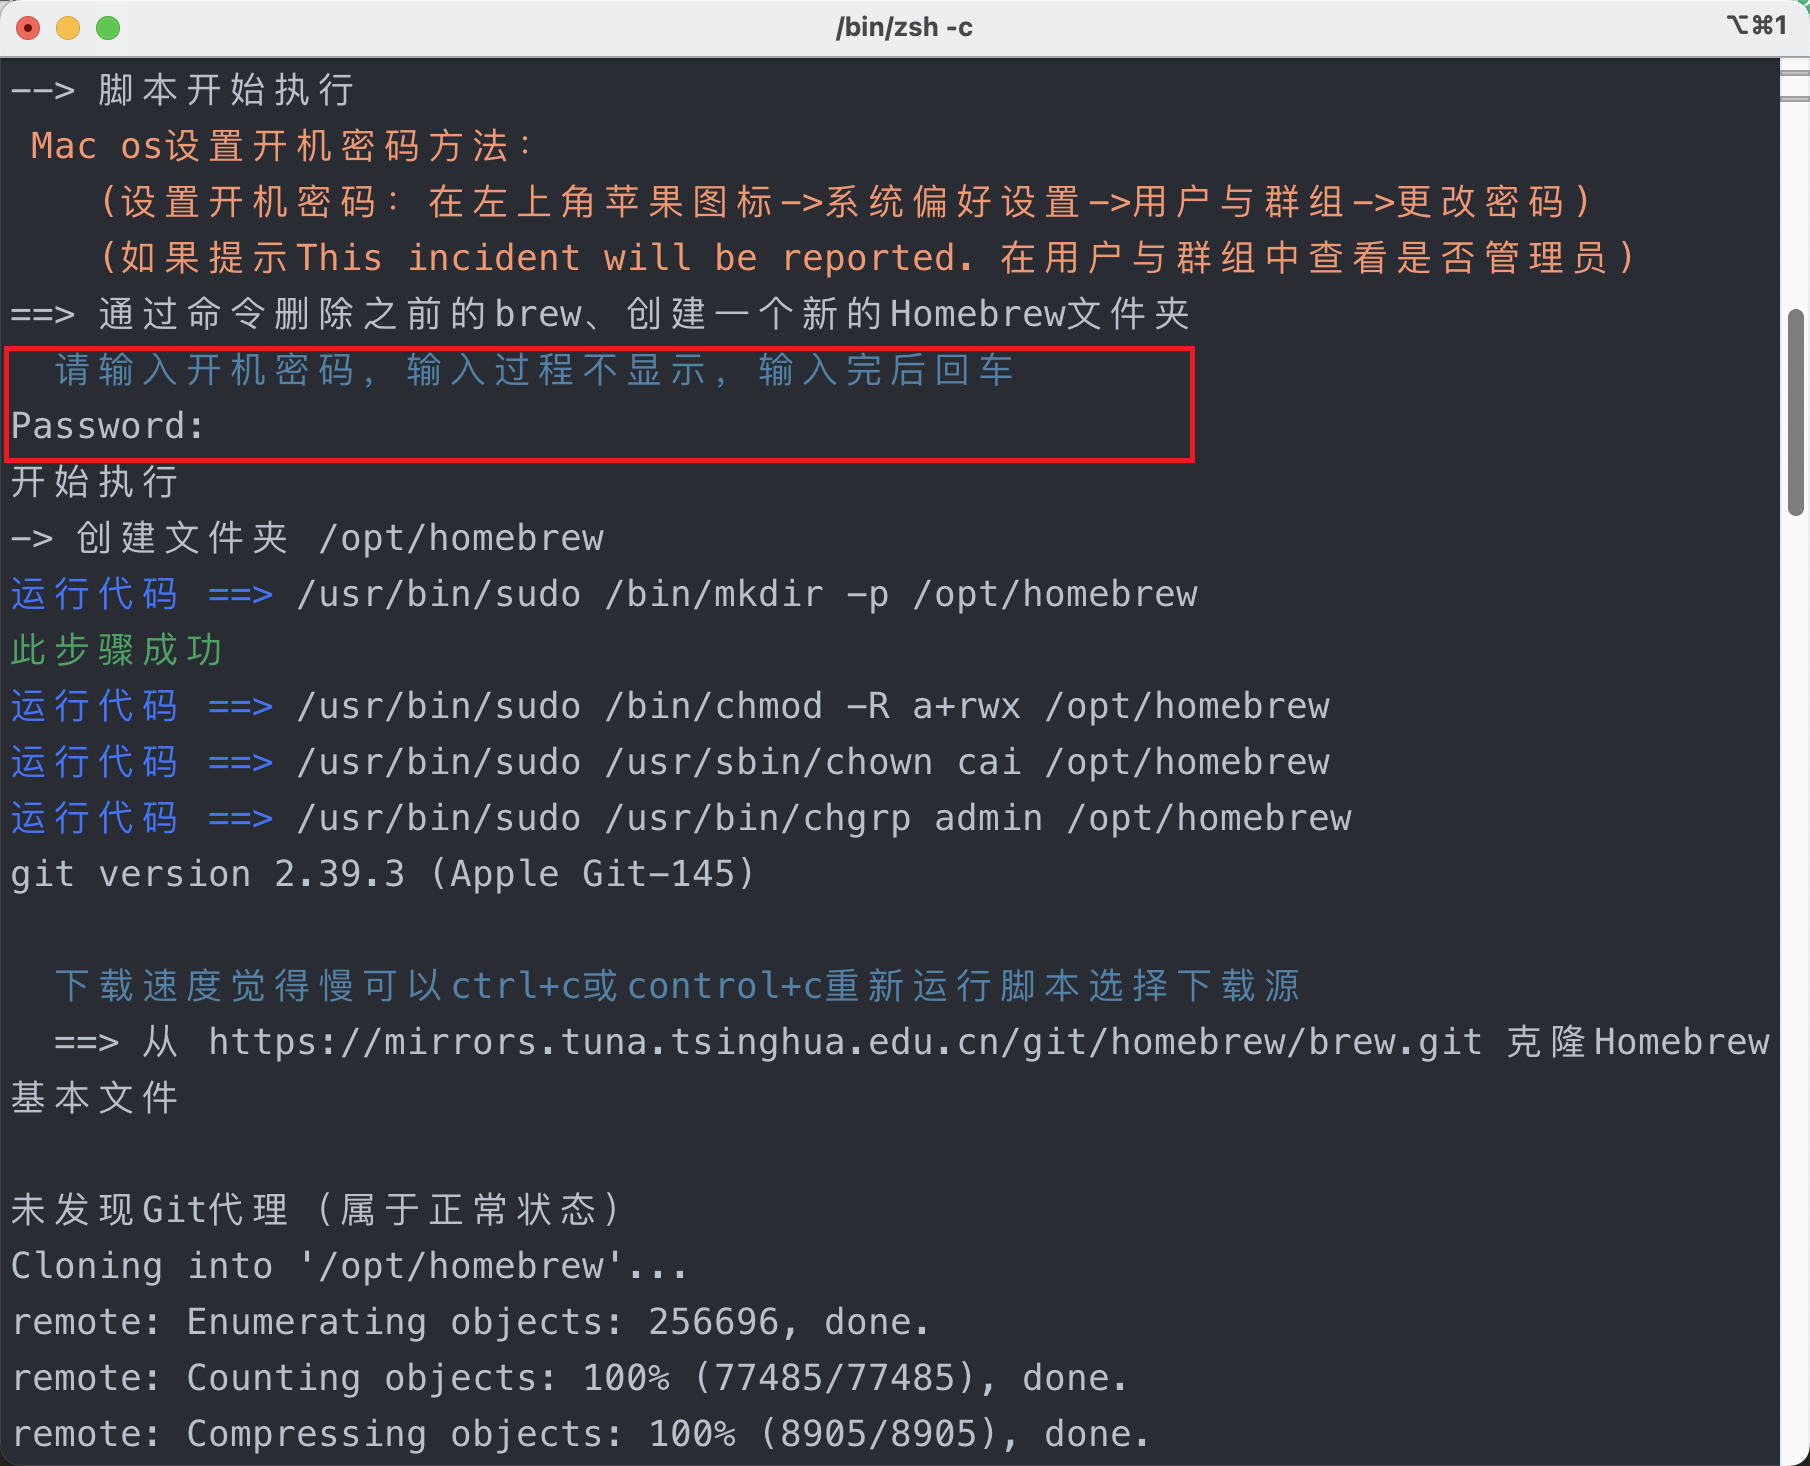 /bin/zsh -c
⌥⌘1
--> 脚本开始执行
Mac os设置开机密码方法：
(设置开机密码：在左上角苹果图标->系统偏好设置->用户与群组->更改密码)
(如果提示This incident will be reported. 在用户与群组中查看是否管理员)
==> 通过命令删除之前的brew、创建一个新的Homebrew文件夹
请输入开机密码，输入过程不显示，输入完后回车
Password:
开始执行
-> 创建文件夹 /opt/homebrew
运行代码 ==> /usr/bin/sudo /bin/mkdir -p /opt/homebrew
此步骤成功
运行代码 ==> /usr/bin/sudo /bin/chmod -R a+rwx /opt/homebrew
运行代码 ==> /usr/bin/sudo /usr/sbin/chown cai /opt/homebrew
运行代码 ==> /usr/bin/sudo /usr/bin/chgrp admin /opt/homebrew
git version 2.39.3 (Apple Git-145)
下载速度觉得慢可以ctrl+c或control+c重新运行脚本选择下载源
==> 从 https://mirrors.tuna.tsinghua.edu.cn/git/homebrew/brew.git 克隆Homebrew
基本文件
未发现Git代理（属于正常状态）
Cloning into '/opt/homebrew'...
remote: Enumerating objects: 256696, done.
remote: Counting objects: 100% (77485/77485), done.
remote: Compressing objects: 100% (8905/8905), done.